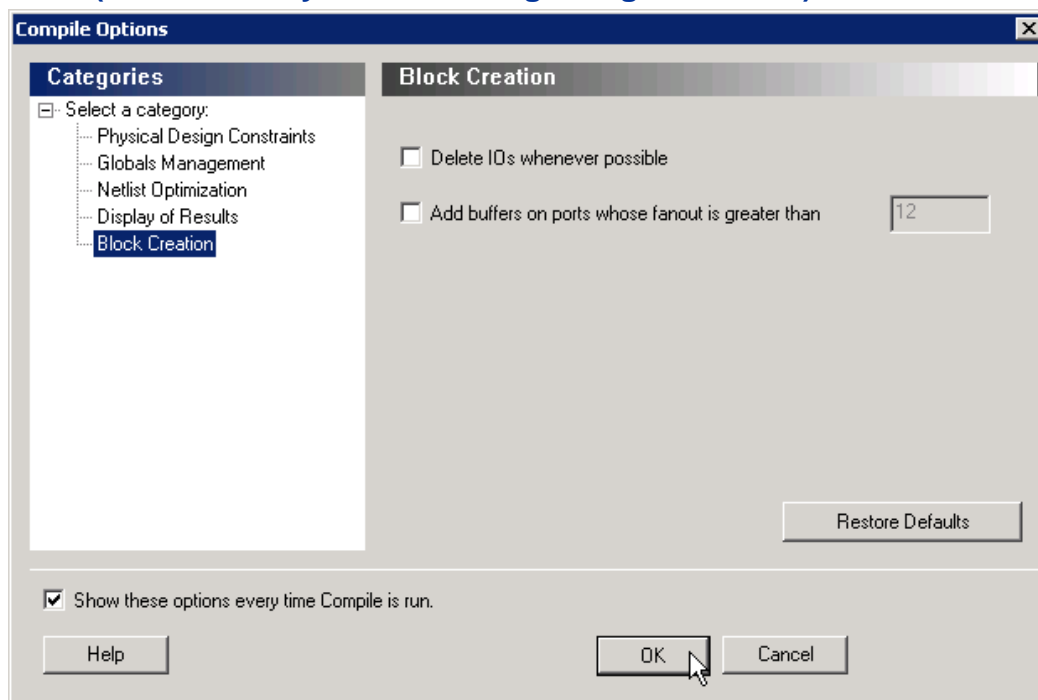 Compile Options
Categories
Select a category:
Physical Design Constraints
Globals Management
Netlist Optimization
Display of Results
Block Creation
Block Creation
Delete IOs whenever possible
Add buffers on ports whose fanout is greater than 12
Restore Defaults
Show these options every time Compile is run.
Help
OK
Cancel